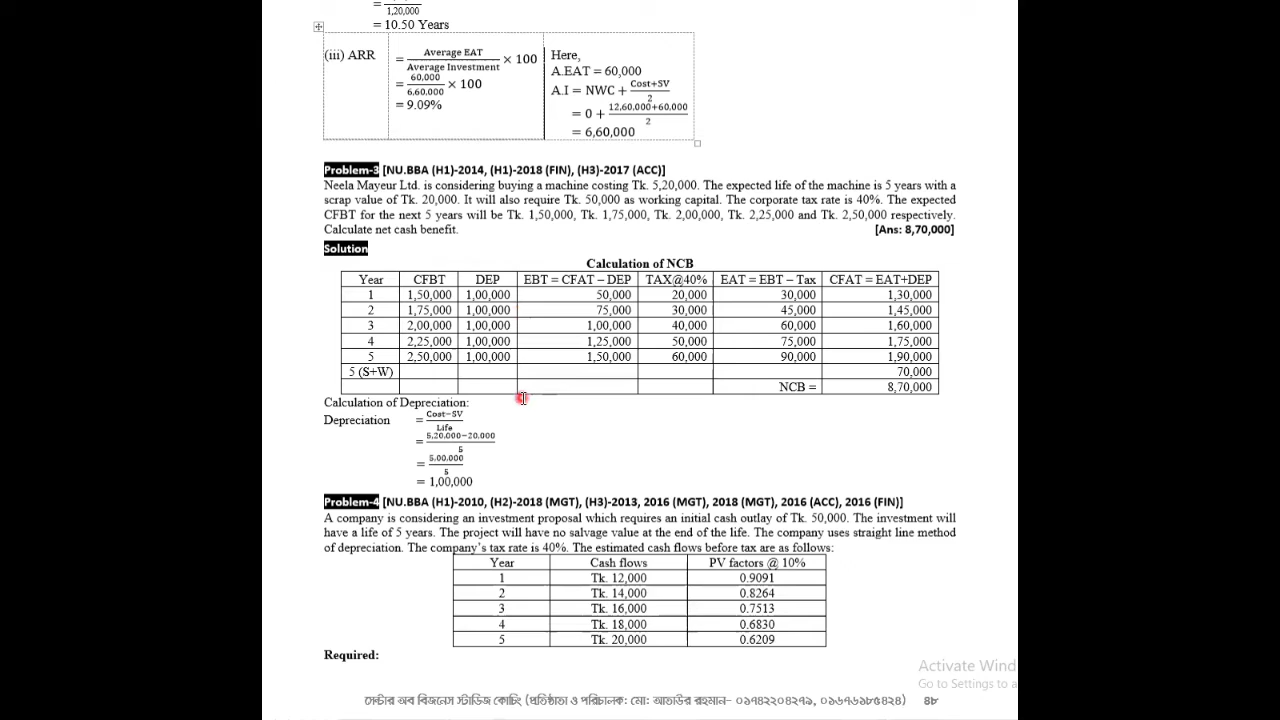 =
1,20,000
= 10.50 Years
(iii) ARR = Average EAT / Average Investment × 100
= 60,000 / 6,60,000 × 100
= 9.09%
Here,
A.EAT = 60,000
A.I = NWC + Cost+SV / 2
= 0 + 12,60,000+60,000 / 2
= 6,60,000
Problem-3 [NU.BBA (H1)-2014, (H1)-2018 (FIN), (H3)-2017 (ACC)]
Neela Mayeur Ltd. is considering buying a machine costing Tk. 5,20,000. The expected life of the machine is 5 years with a
scrap value of Tk. 20,000. It will also require Tk. 50,000 as working capital. The corporate tax rate is 40%. The expected
CFBT for the next 5 years will be Tk. 1,50,000, Tk. 1,75,000, Tk. 2,00,000, Tk. 2,25,000 and Tk. 2,50,000 respectively.
Calculate net cash benefit. [Ans: 8,70,000]
Solution
Calculation of NCB
Year CFBT DEP EBT = CFAT – DEP TAX@40% EAT = EBT – Tax CFAT = EAT+DEP
1 1,50,000 1,00,000 50,000 20,000 30,000 1,30,000
2 1,75,000 1,00,000 75,000 30,000 45,000 1,45,000
3 2,00,000 1,00,000 1,00,000 40,000 60,000 1,60,000
4 2,25,000 1,00,000 1,25,000 50,000 75,000 1,75,000
5 2,50,000 1,00,000 1,50,000 60,000 90,000 1,90,000
5 (S+W) 70,000
NCB = 8,70,000
Calculation of Depreciation:
Depreciation = Cost−SV / Life
= 5,20,000−20,000 / 5
= 5,00,000 / 5
= 1,00,000
Problem-4 [NU.BBA (H1)-2010, (H2)-2018 (MGT), (H3)-2013, 2016 (MGT), 2018 (MGT), 2016 (ACC), 2016 (FIN)]
A company is considering an investment proposal which requires an initial cash outlay of Tk. 50,000. The investment will
have a life of 5 years. The project will have no salvage value at the end of the life. The company uses straight line method
of depreciation. The company's tax rate is 40%. The estimated cash flows before tax are as follows:
Year Cash flows PV factors @ 10%
1 Tk. 12,000 0.9091
2 Tk. 14,000 0.8264
3 Tk. 16,000 0.7513
4 Tk. 18,000 0.6830
5 Tk. 20,000 0.6209
Required:
Activate Wind
Go to Settings to a
সেন্টার অব বিজনেস স্টাডিজ কোচিং (প্রতিষ্ঠাতা ও পরিচালক: মো: আতাউর রহমান– ০১৭৪২২০৪২৭৯, ০১৬৭৬১৮৫৪২৪) ৪৮